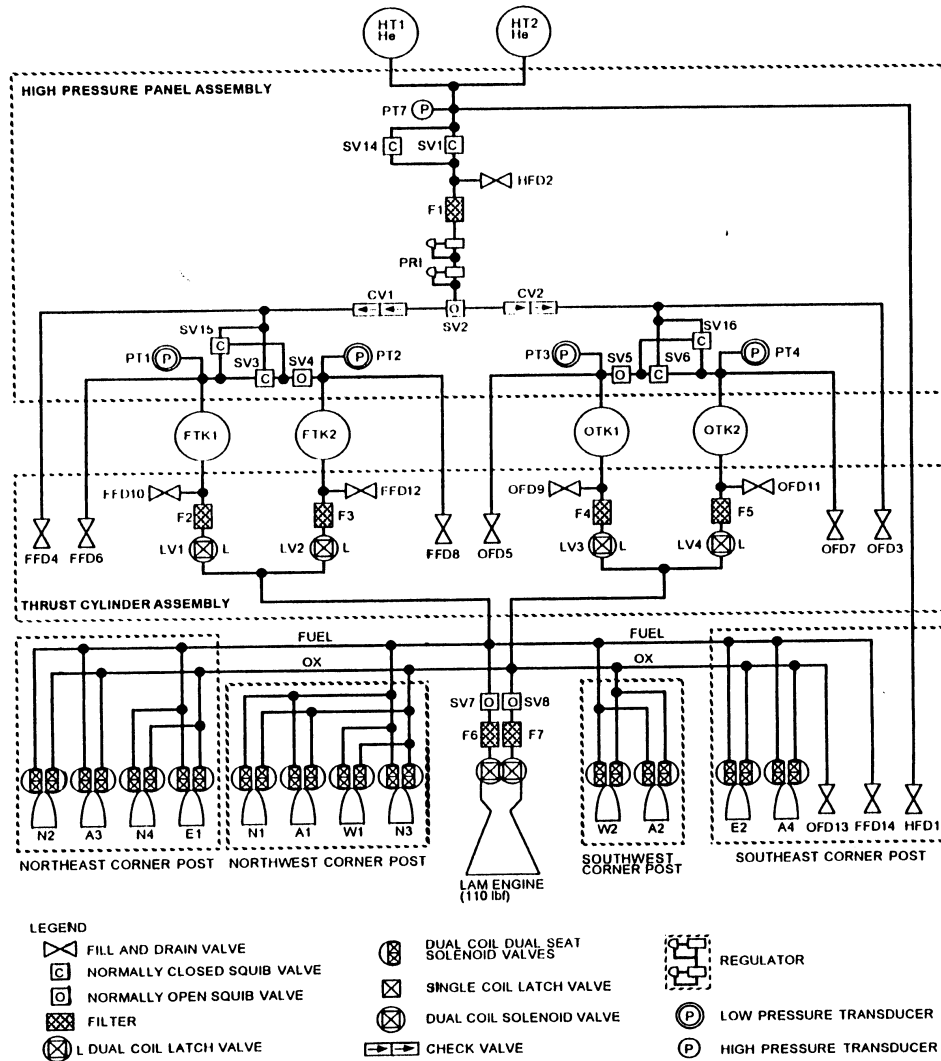 HT1 He
HT2 He
HIGH PRESSURE PANEL ASSEMBLY
PT7 P
SV14 C SV1 C
HFD2
F1
PRI
CV1 CV2
O
SV2
SV15 SV16
C C
PT1 P SV3 SV4 P PT2 PT3 P SV5 SV6 P PT4
C O O C
FTK1 FTK2 OTK1 OTK2
FFD10 FFD12 OFD9 OFD11
F2 F3 F4 F5
LV1 L LV2 L LV3 L LV4 L
FFD4 FFD6 FFD8 OFD5 OFD7 OFD3
THRUST CYLINDER ASSEMBLY
FUEL FUEL
OX OX
SV7 O O SV8
F6 F7
N2 A3 N4 E1 N1 A1 W1 N3 W2 A2 E2 A4 OFD13 FFD14 HFD1
NORTHEAST CORNER POST
NORTHWEST CORNER POST
SOUTHWEST CORNER POST
SOUTHEAST CORNER POST
LAM ENGINE
(110 lbf)
LEGEND
FILL AND DRAIN VALVE
C NORMALLY CLOSED SQUIB VALVE
O NORMALLY OPEN SQUIB VALVE
FILTER
L DUAL COIL LATCH VALVE
DUAL COIL DUAL SEAT
SOLENOID VALVES
SINGLE COIL LATCH VALVE
DUAL COIL SOLENOID VALVE
CHECK VALVE
REGULATOR
P LOW PRESSURE TRANSDUCER
P HIGH PRESSURE TRANSDUCER